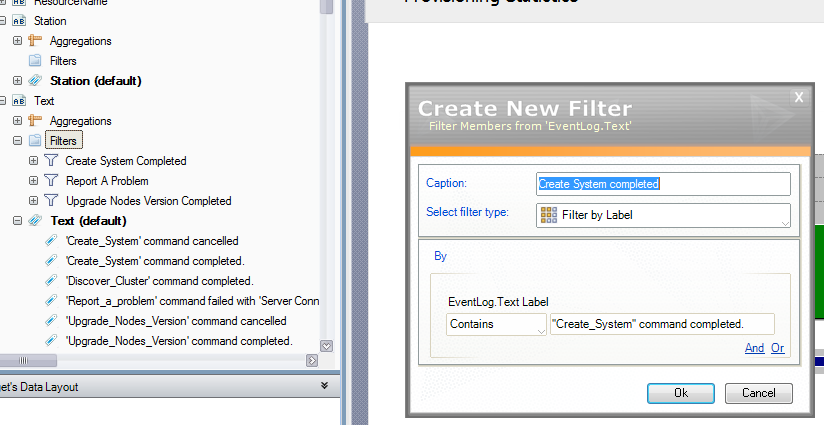 ResourceName
Station
Aggregations
Filters
Station (default)
Text
Aggregations
Filters
Create System Completed
Report A Problem
Upgrade Nodes Version Completed
Text (default)
'Create_System' command cancelled
'Create_System' command completed.
'Discover_Cluster' command completed.
'Report_a_problem' command failed with 'Server Conn
'Upgrade_Nodes_Version' command cancelled
'Upgrade_Nodes_Version' command completed.
et's Data Layout
Provisioning Statistics
Create New Filter
X
Filter Members from 'EventLog.Text'
Caption:
Create System completed
Select filter type:
Filter by Label
By
EventLog.Text Label
Contains
"Create_System" command completed.
And Or
Ok
Cancel